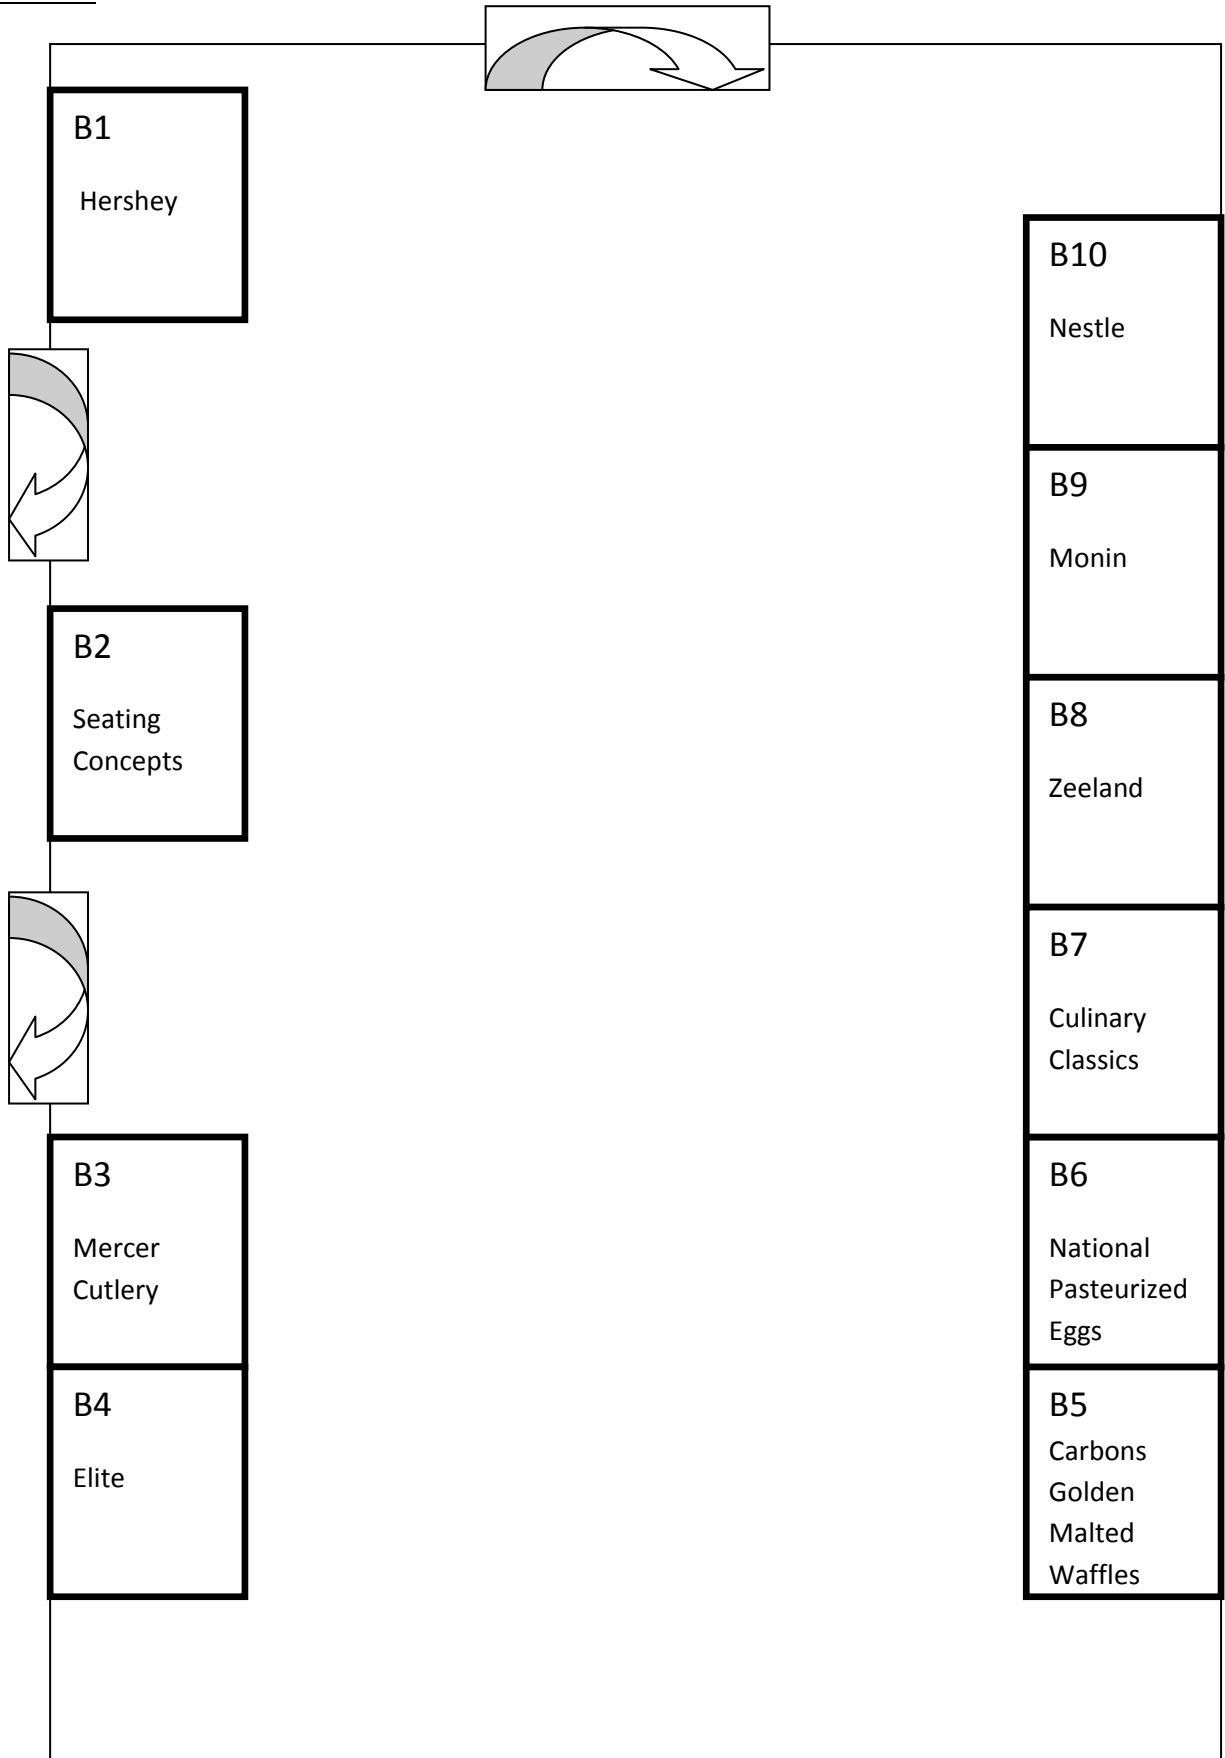 B1
Hershey
B10
Nestle
B9
Monin
B2
Seating
Concepts
B8
Zeeland
B7
Culinary
Classics
B3
Mercer
Cutlery
B6
National
Pasteurized
Eggs
B4
Elite
B5
Carbons
Golden
Malted
Waffles